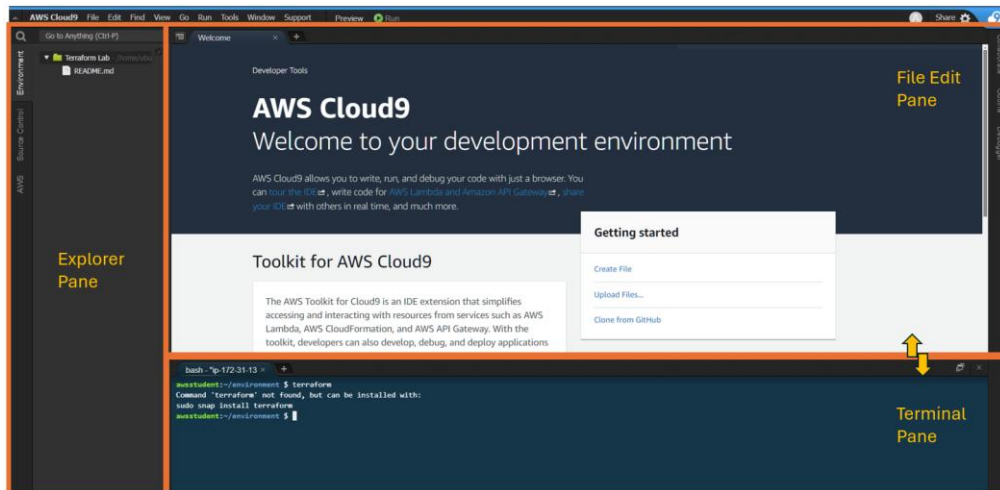 AWS Cloud9 File Edit Find View Go Run Tools Window Support Preview Run Share
Go to Anything (Ctrl-P)
Welcome
Environment
Source Control
AWS
Terraform Lab
README.md
Developer Tools
AWS Cloud9
Welcome to your development environment
AWS Cloud9 allows you to write, run, and debug your code with just a browser. You
can tour the IDE, write code for AWS Lambda and Amazon API Gateway, share
your IDE with others in real time, and much more.
File Edit
Pane
Explorer
Pane
Toolkit for AWS Cloud9
The AWS Toolkit for Cloud9 is an IDE extension that simplifies
accessing and interacting with resources from services such as AWS
Lambda, AWS CloudFormation, and AWS API Gateway. With the
toolkit, developers can also develop, debug, and deploy applications
Getting started
Create File
Upload Files...
Clone from GitHub
bash - "ip-172-31-13
awsstudent:~/environment $ terraform
Command 'terraform' not found, but can be installed with:
sudo snap install terraform
awsstudent:~/environment $
Terminal
Pane